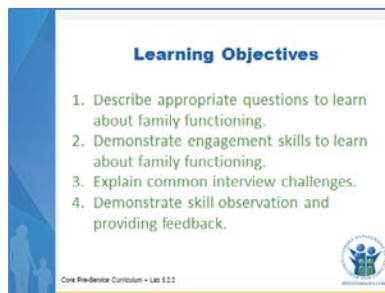 Learning Objectives
1. Describe appropriate questions to learn
about family functioning.
2. Demonstrate engagement skills to learn
about family functioning.
3. Explain common interview challenges.
4. Demonstrate skill observation and
providing feedback.
Core Pre-Service Curriculum – Lab 6.2.2